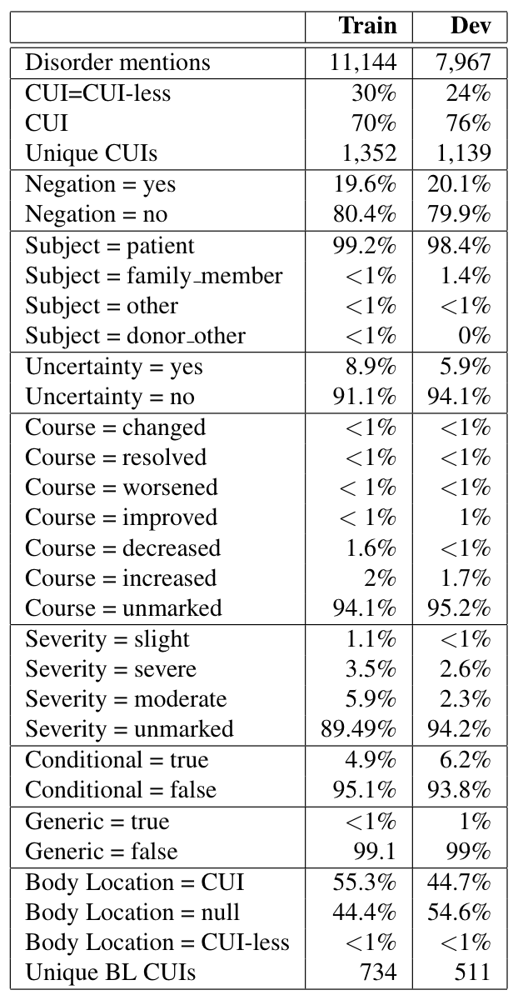 Train Dev
Disorder mentions 11,144 7,967
CUI=CUI-less 30% 24%
CUI 70% 76%
Unique CUIs 1,352 1,139
Negation = yes 19.6% 20.1%
Negation = no 80.4% 79.9%
Subject = patient 99.2% 98.4%
Subject = family_member <1% 1.4%
Subject = other <1% <1%
Subject = donor_other <1% 0%
Uncertainty = yes 8.9% 5.9%
Uncertainty = no 91.1% 94.1%
Course = changed <1% <1%
Course = resolved <1% <1%
Course = worsened < 1% <1%
Course = improved < 1% 1%
Course = decreased 1.6% <1%
Course = increased 2% 1.7%
Course = unmarked 94.1% 95.2%
Severity = slight 1.1% <1%
Severity = severe 3.5% 2.6%
Severity = moderate 5.9% 2.3%
Severity = unmarked 89.49% 94.2%
Conditional = true 4.9% 6.2%
Conditional = false 95.1% 93.8%
Generic = true <1% 1%
Generic = false 99.1 99%
Body Location = CUI 55.3% 44.7%
Body Location = null 44.4% 54.6%
Body Location = CUI-less <1% <1%
Unique BL CUIs 734 511